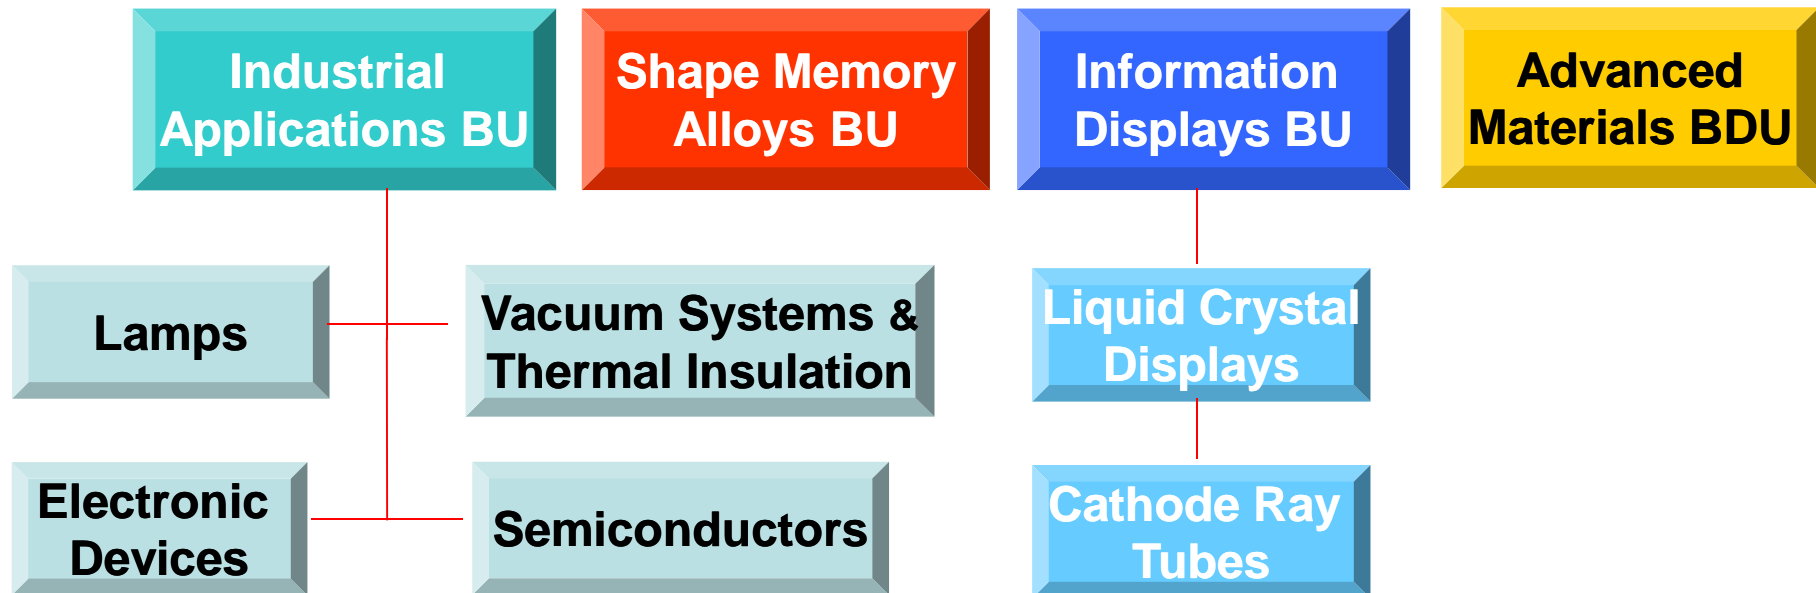 Industrial
Applications BU
Shape Memory
Alloys BU
Information
Displays BU
Advanced
Materials BDU
Lamps
Vacuum Systems &
Thermal Insulation
Liquid Crystal
Displays
Electronic
Devices
Semiconductors
Cathode Ray
Tubes